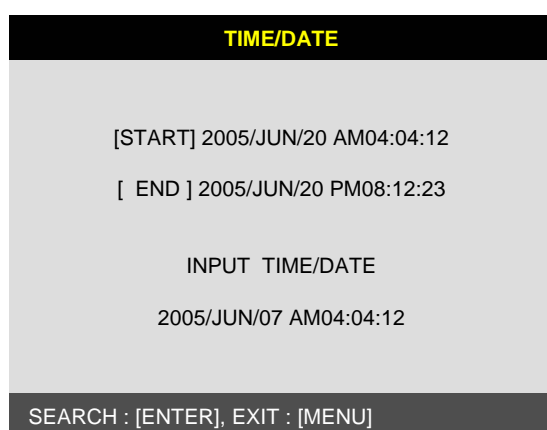 TIME/DATE
[START] 2005/JUN/20 AM04:04:12
[ END ] 2005/JUN/20 PM08:12:23
INPUT TIME/DATE
2005/JUN/07 AM04:04:12
SEARCH : [ENTER], EXIT : [MENU]